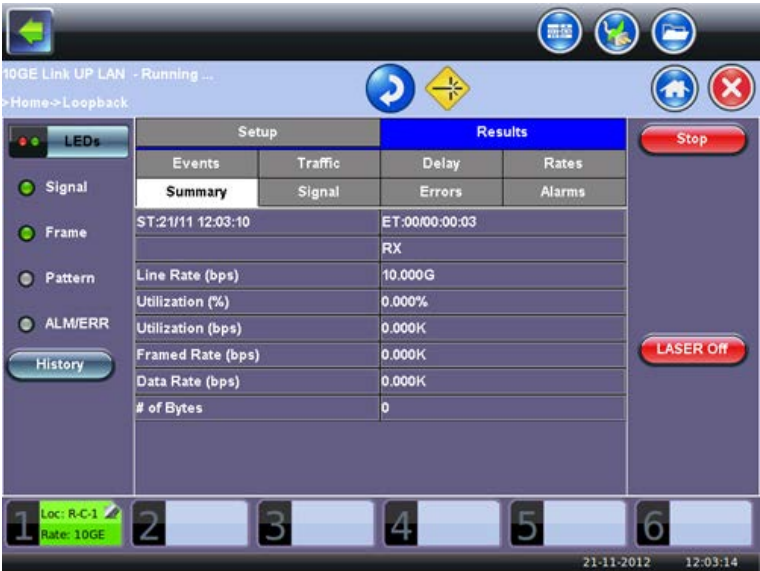 10GE Link UP LAN - Running ...
>Home->Loopback
LEDs
Signal
Frame
Pattern
ALM/ERR
History
Setup
Results
Events
Traffic
Delay
Rates
Summary
Signal
Errors
Alarms
ST:21/11 12:03:10
ET:00/00:00:03
RX
Line Rate (bps)
10.000G
Utilization (%)
0.000%
Utilization (bps)
0.000K
Framed Rate (bps)
0.000K
Data Rate (bps)
0.000K
# of Bytes
0
Stop
LASER Off
1
Loc: R-C-1
Rate: 10GE
2
3
4
5
6
21-11-2012 12:03:14